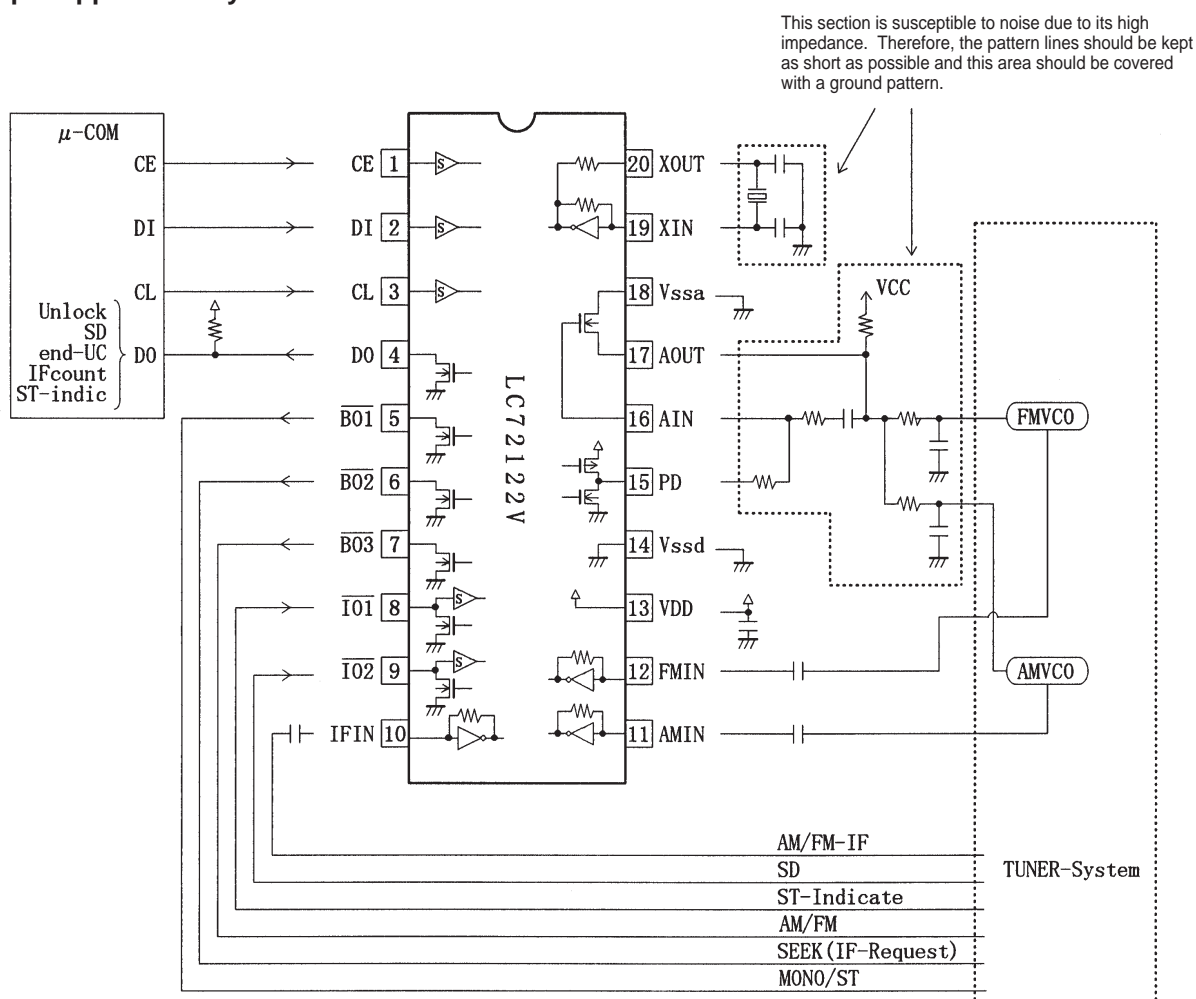 This section is susceptible to noise due to its high
impedance. Therefore, the pattern lines should be kept
as short as possible and this area should be covered
with a ground pattern.
μ-COM
CE
DI
CL
Unlock
SD
end-UC
IFcount
ST-indic
DO
CE 1
DI 2
CL 3
DO 4
BO1 5
BO2 6
BO3 7
IO1 8
IO2 9
IFIN 10
S
S
S
S
S
LC72122V
20 XOUT
19 XIN
18 Vssa
17 AOUT
16 AIN
15 PD
14 Vssd
13 VDD
12 FMIN
11 AMIN
VCC
FMVCO
AMVCO
AM/FM-IF
SD
ST-Indicate
AM/FM
SEEK(IF-Request)
MONO/ST
TUNER-System